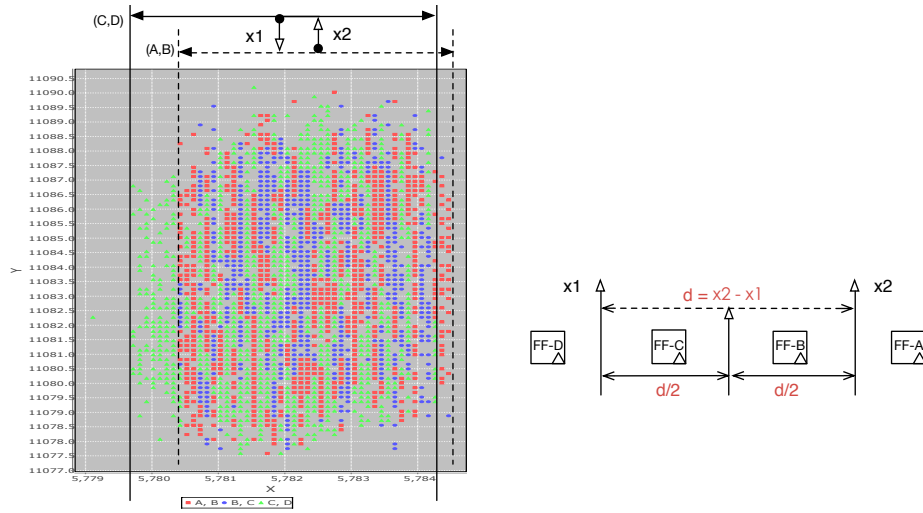 (C,D)
x1 x2
(A,B)
11090.5
11090.0
11089.5
11089.0
11088.5
11088.0
11087.5
11087.0
11086.5
11086.0
11085.5
11085.0
11084.5
11084.0
11083.5
11083.0
11082.5
11082.0
11081.5
11081.0
11080.5
11080.0
11079.5
11079.0
11078.5
11078.0
11077.5
11077.0
Y
5,779 5,780 5,781 5,782 5,783 5,784
X
A, B B, C C, D
x1 x2
d = x2 - x1
FF-D FF-C FF-B FF-A
d/2 d/2